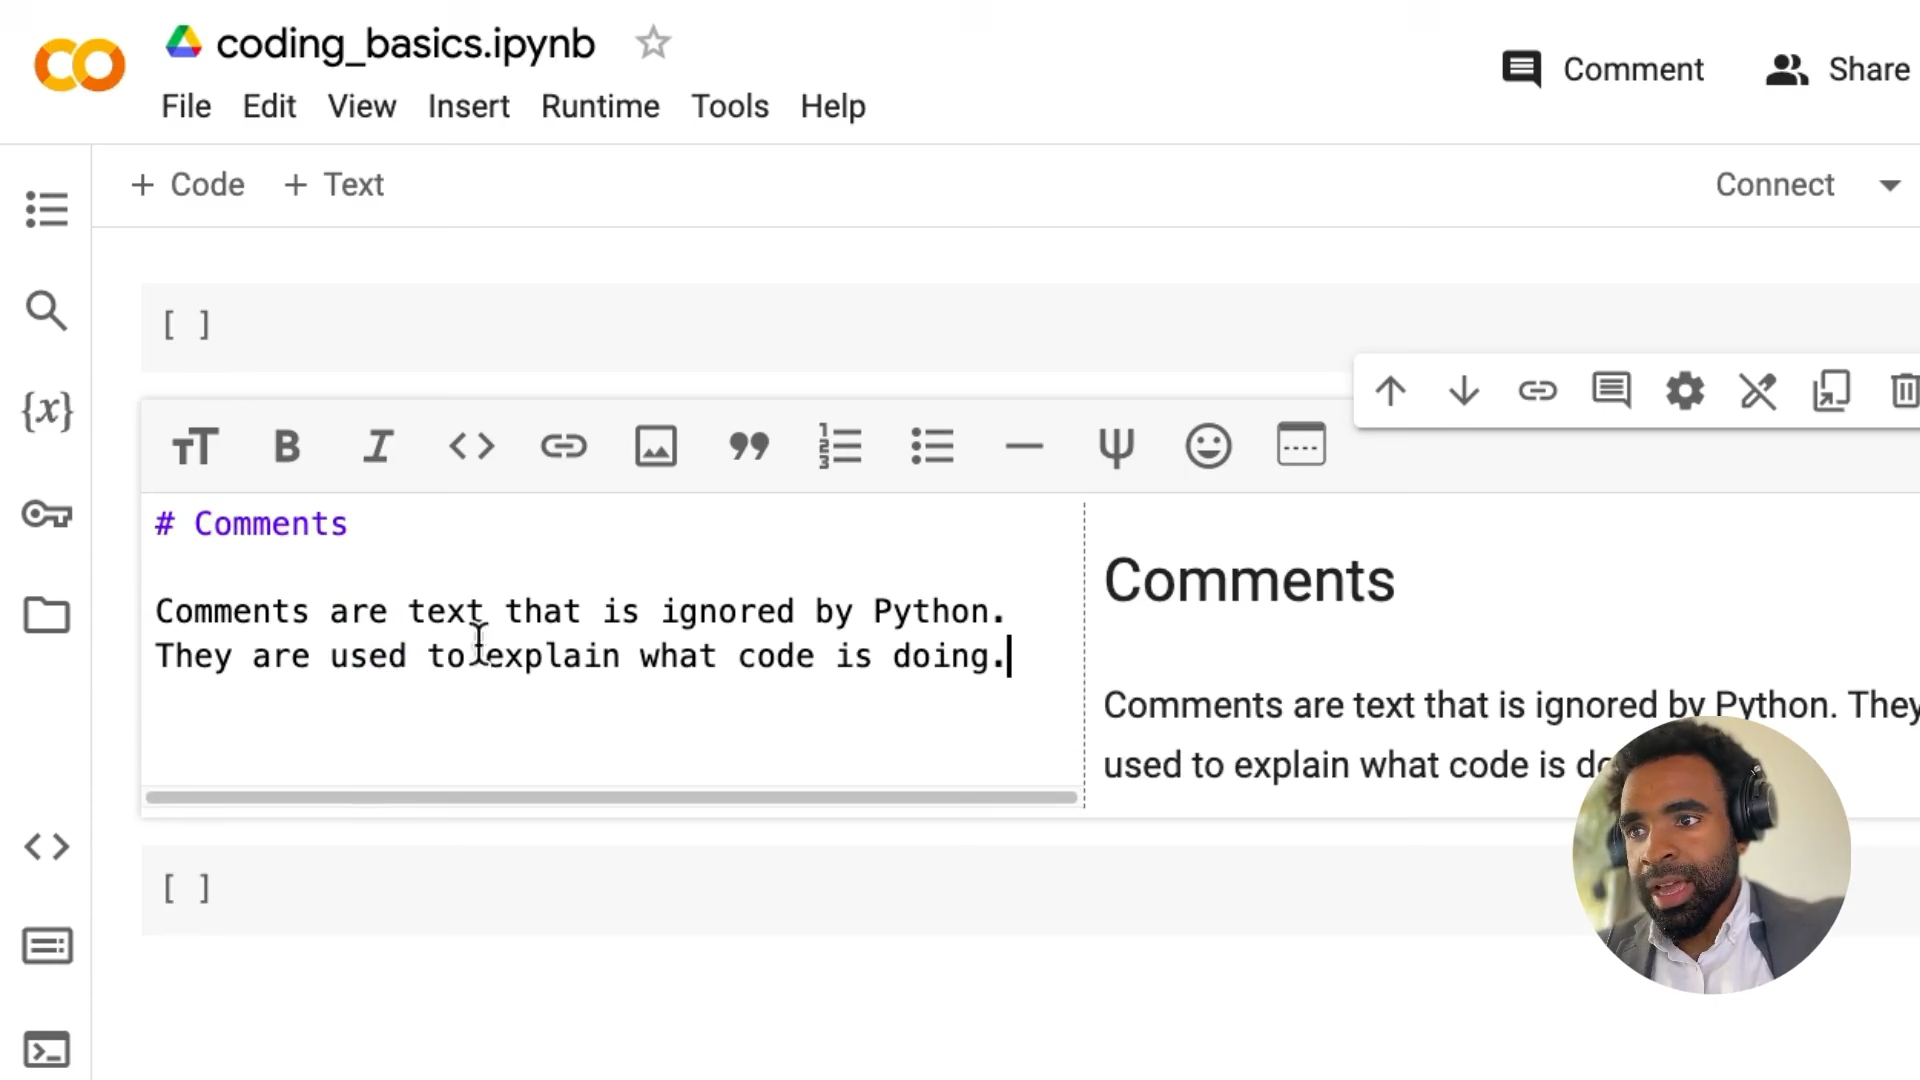 coding_basics.ipynb
File Edit View Insert Runtime Tools Help
Comment Share
+ Code + Text
Connect
[ ]
# Comments
Comments are text that is ignored by Python.
They are used to explain what code is doing.
Comments
Comments are text that is ignored by Python. They
used to explain what code is
[ ]